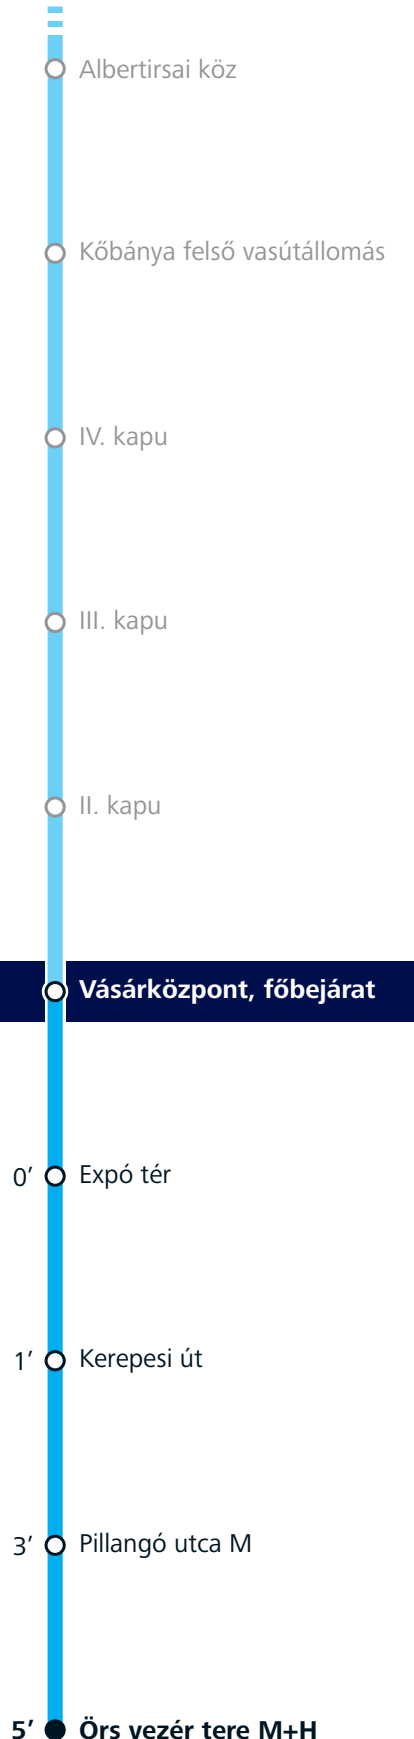 Albertirsai köz
Kőbánya felső vasútállomás
IV. kapu
III. kapu
II. kapu
Vásárközpont, főbejárat
0’ Expó tér
1’ Kerepesi út
3’ Pillangó utca M
5’ Örs vezér tere M+H